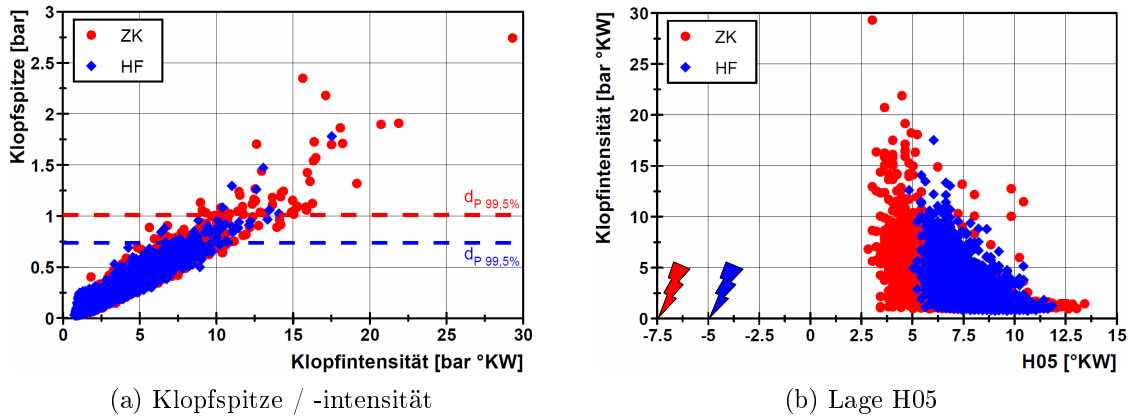 Klopfspitze [bar]
3
2.5
2
1.5
1
0.5
0
ZK
HF
dP 99,5%
dP 99,5%
0 5 10 15 20 25 30
Klopfintensität [bar °KW]
(a) Klopfspitze / -intensität
Klopfintensität [bar °KW]
30
25
20
15
10
5
0
ZK
HF
-7.5 -5 -2.5 0 2.5 5 7.5 10 12.5 15
H05 [°KW]
(b) Lage H05